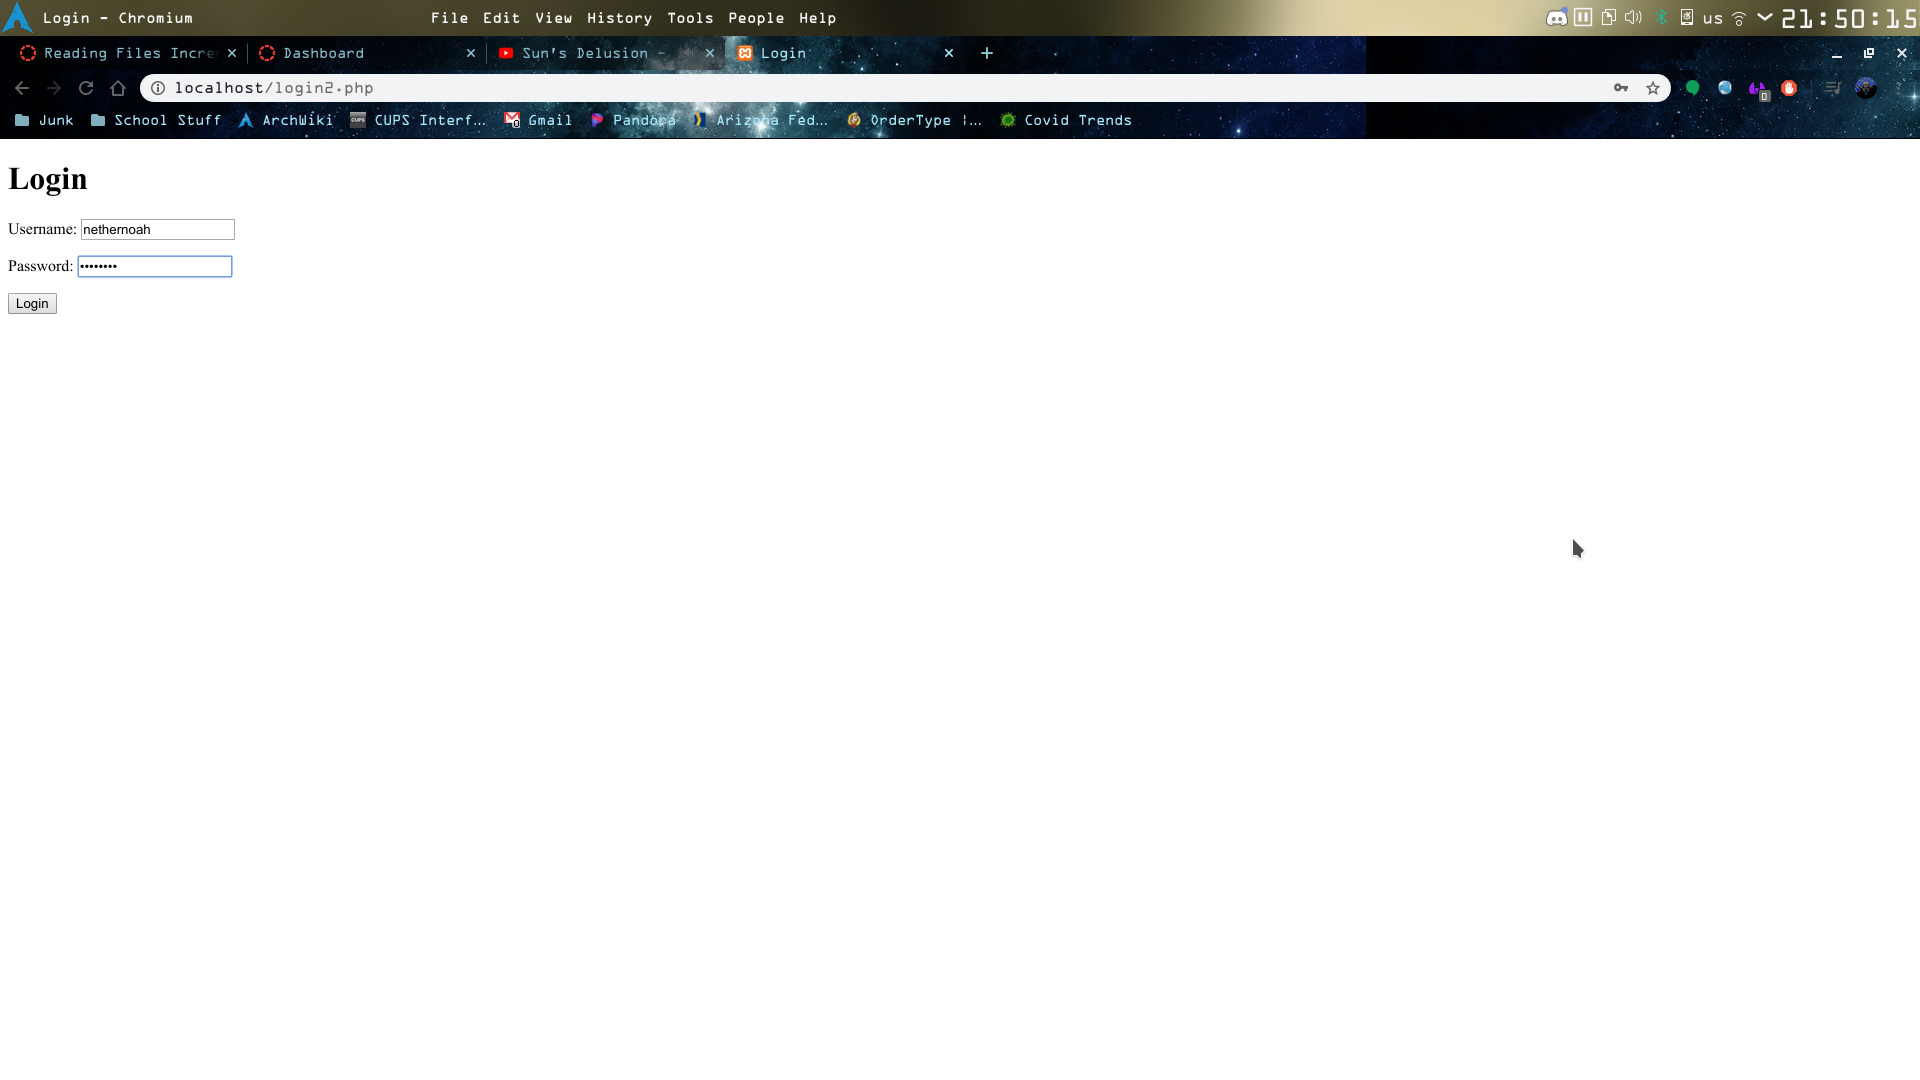 Login – Chromium File Edit View History Tools People Help us 21:50:15
Reading Files Incre Dashboard Sun's Delusion – Login
localhost/login2.php
Junk School Stuff ArchWiki CUPS Interf... Gmail Pandora Arizona Fed... OrderType |... Covid Trends
Login
Username: nethernoah
Password: ••••••••
Login